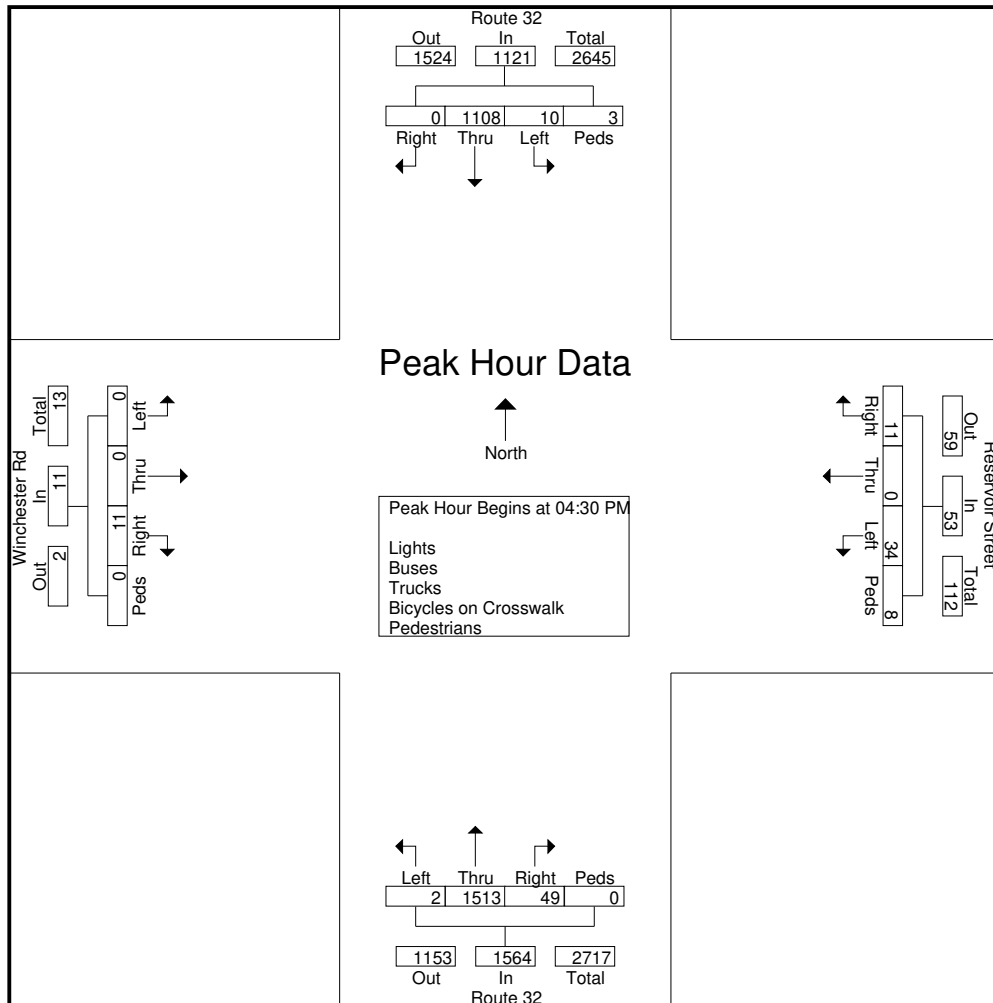 Route 32
Out In Total
1524 1121 2645
0 1108 10 3
Right Thru Left Peds
Peak Hour Data
North
Peak Hour Begins at 04:30 PM
Lights
Buses
Trucks
Bicycles on Crosswalk
Pedestrians
Winchester Rd
Out In Total
2 11 13
0 11 0 0
Peds Right Thru Left
Reservoir Street
Out In Total
59 53 112
11 0 34 8
Right Thru Left Peds
Left Thru Right Peds
2 1513 49 0
1153 1564 2717
Out In Total
Route 32